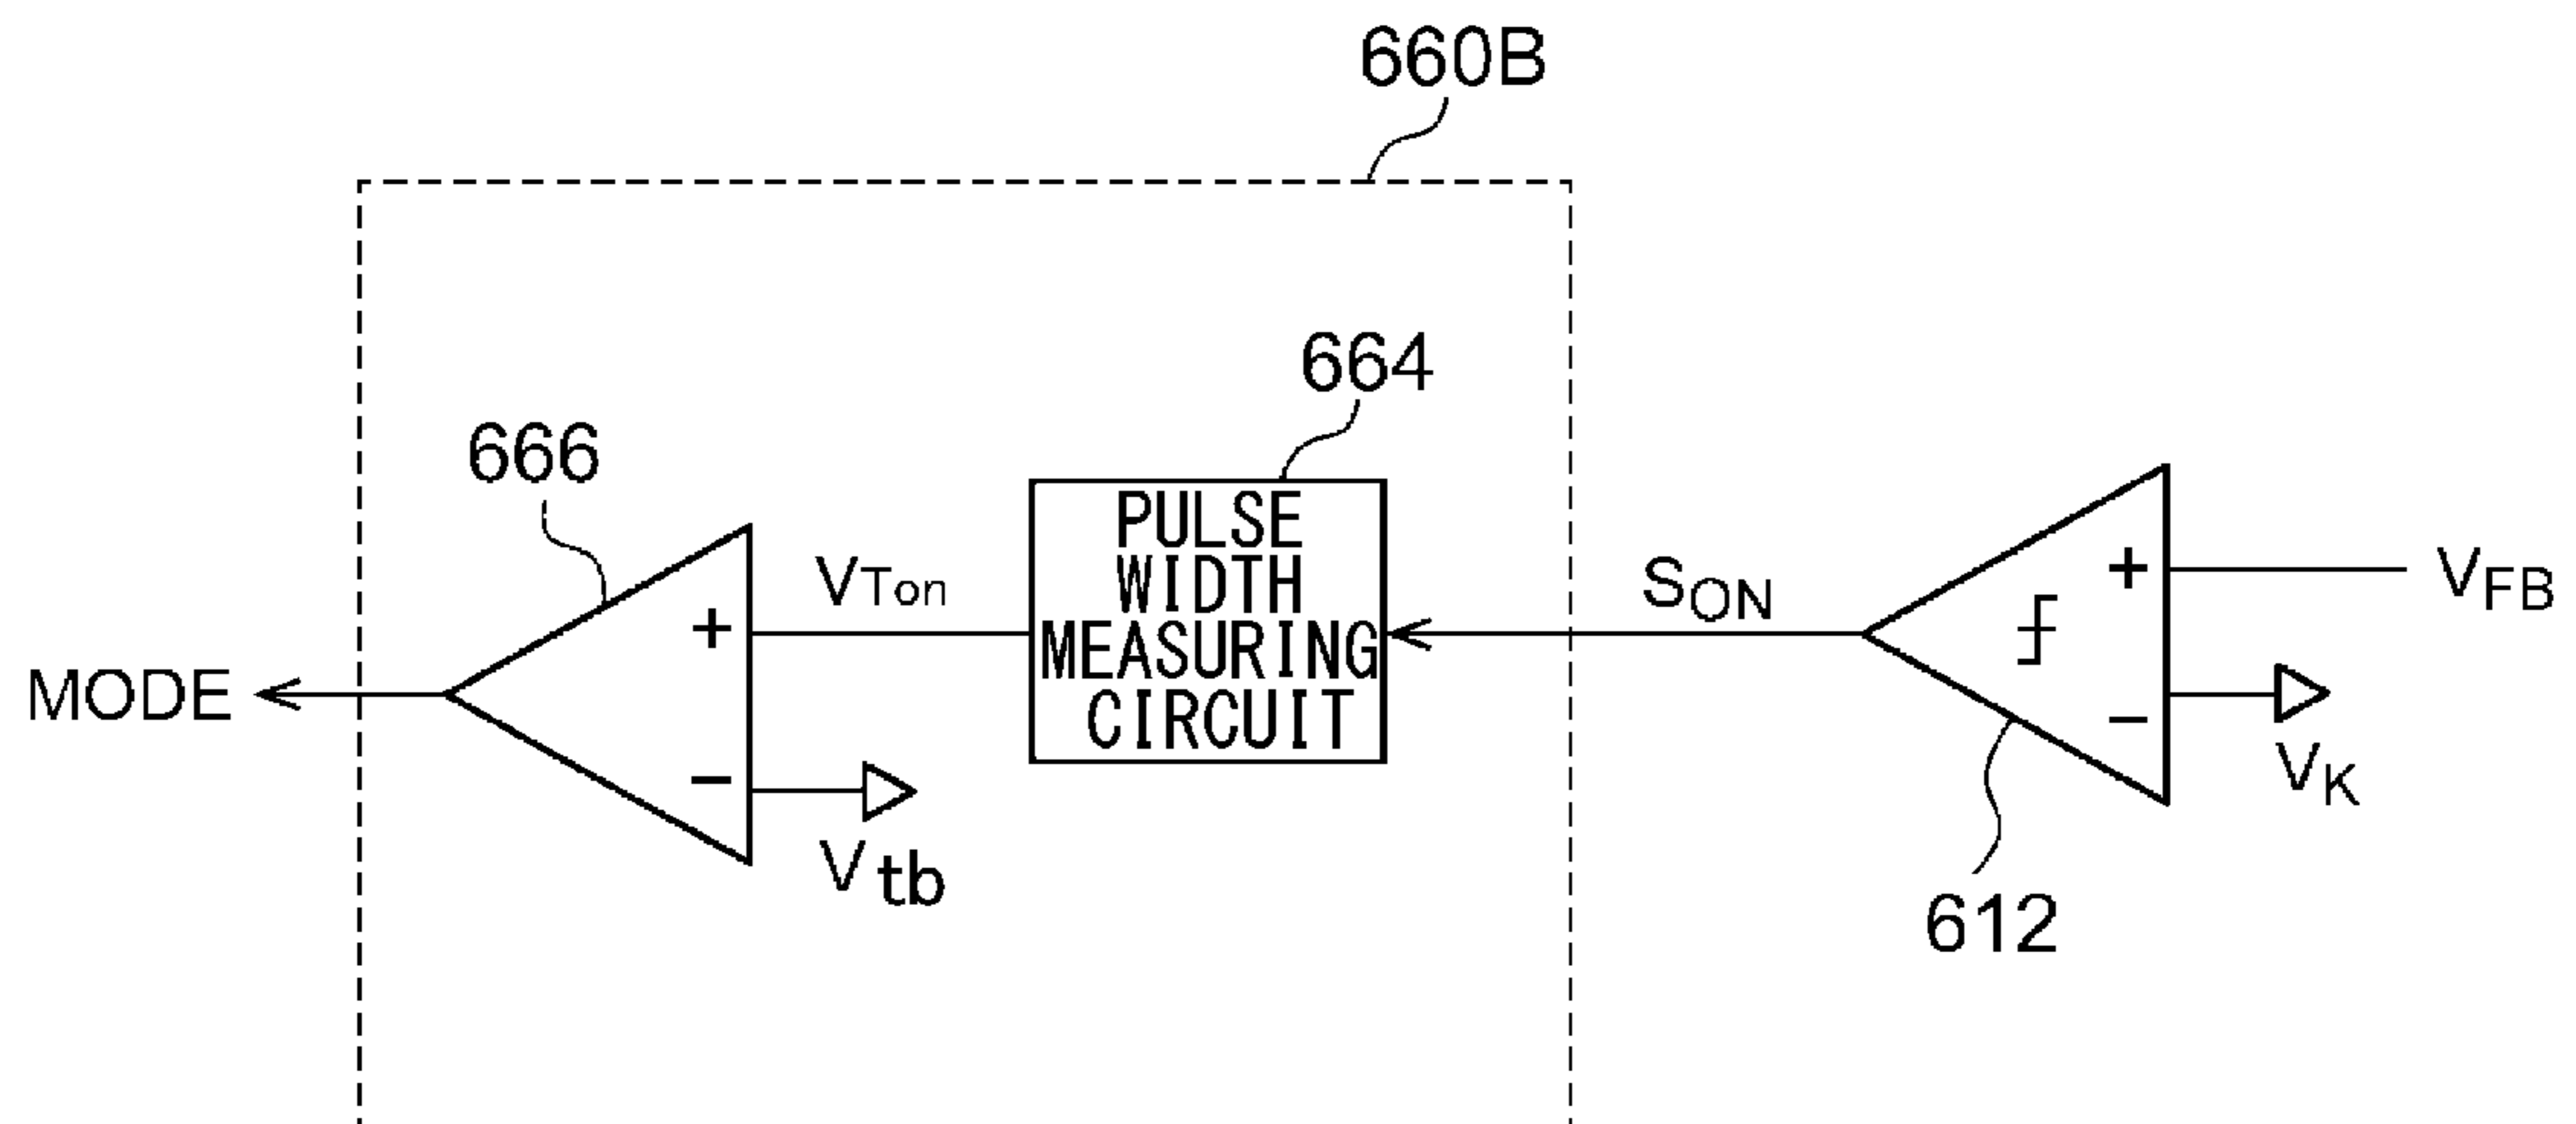 660B
664
666
PULSE
WIDTH
MEASURING
CIRCUIT
VTon
SON
+
VFB
+
MODE
−
VK
−
Vtb
612